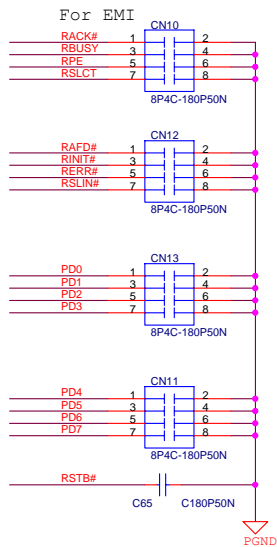 For EMI
CN10
RACK# 1 2
RBUSY 3 4
RPE 5 6
RSLCT 7 8
8P4C-180P50N
CN12
RAFD# 1 2
RINIT# 3 4
RERR# 5 6
RSLIN# 7 8
8P4C-180P50N
CN13
PD0 1 2
PD1 3 4
PD2 5 6
PD3 7 8
8P4C-180P50N
CN11
PD4 1 2
PD5 3 4
PD6 5 6
PD7 7 8
8P4C-180P50N
RSTB#
C65 C180P50N
PGND